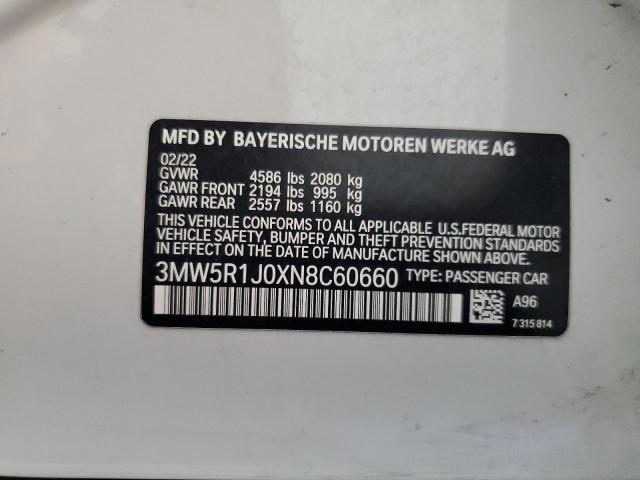 MFD BY BAYERISCHE MOTOREN WERKE AG
02/22
GVWR 4586 lbs 2080 kg
GAWR FRONT 2194 lbs 995 kg
GAWR REAR 2557 lbs 1160 kg
THIS VEHICLE CONFORMS TO ALL APPLICABLE U.S.FEDERAL MOTOR
VEHICLE SAFETY, BUMPER AND THEFT PREVENTION STANDARDS
IN EFFECT ON THE DATE OF MANUFACTURE SHOWN ABOVE.
3MW5R1J0XN8C60660 TYPE: PASSENGER CAR
A96
7 315 814